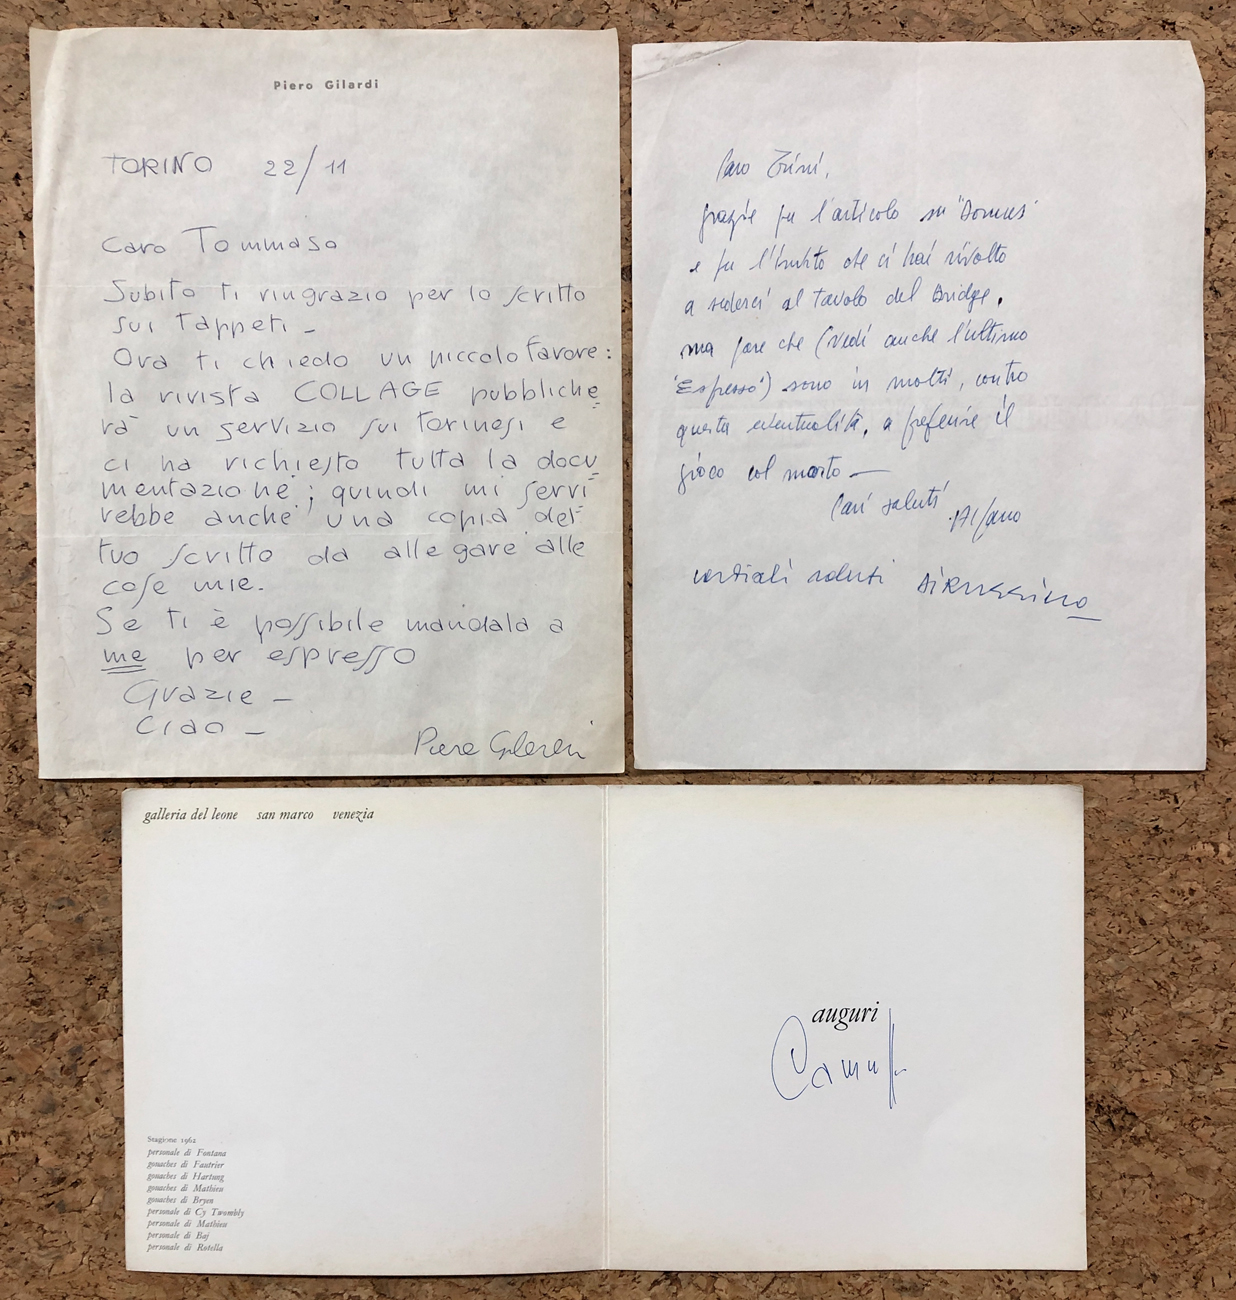 Piero Gilardi
TORINO 22/11
Caro Tommaso
Subito ti ringrazio per lo scritto
sui tappeti -
Ora ti chiedo un piccolo favore:
la rivista COLLAGE pubbliche
rà un servizio sui torinesi e
ci ha richiesto tutta la docu
mentazione; quindi mi servi
rebbe anche una copia del
tuo scritto da allegare alle
cose mie.
Se ti è possibile mandala a
me per espresso
Grazie -
Ciao -
Piero Gilardi
Caro Trini,
grazie per l'articolo su "Domus"
e per l'invito che ci hai rivolto
a sederci al tavolo del Bridge,
ma pare che (vedi anche l'ultimo
"Espresso") sono in molti, contro
questa eventualità, a preferire il
gioco col morto —
Cari saluti
cordiali saluti
galleria del leone san marco venezia
auguri
Stagione 1962
personale di Fontana
gouaches di Fautrier
gouaches di Hartung
gouaches di Mathieu
gouaches di Bryen
personale di Cy Twombly
personale di Mathieu
personale di Baj
personale di Rotella